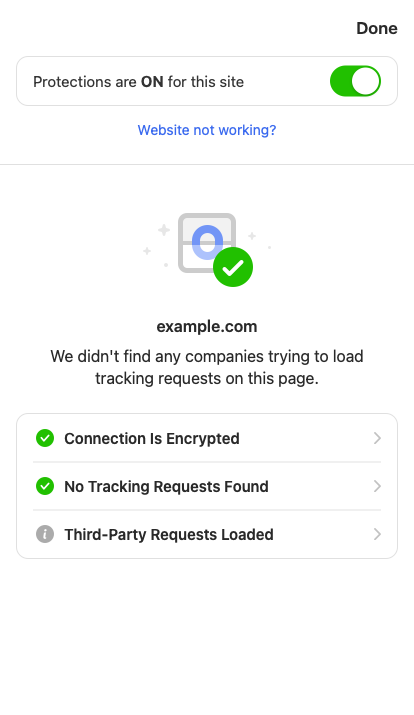 Done
Protections are ON for this site
Website not working?
example.com
We didn't find any companies trying to load
tracking requests on this page.
Connection Is Encrypted
No Tracking Requests Found
Third-Party Requests Loaded